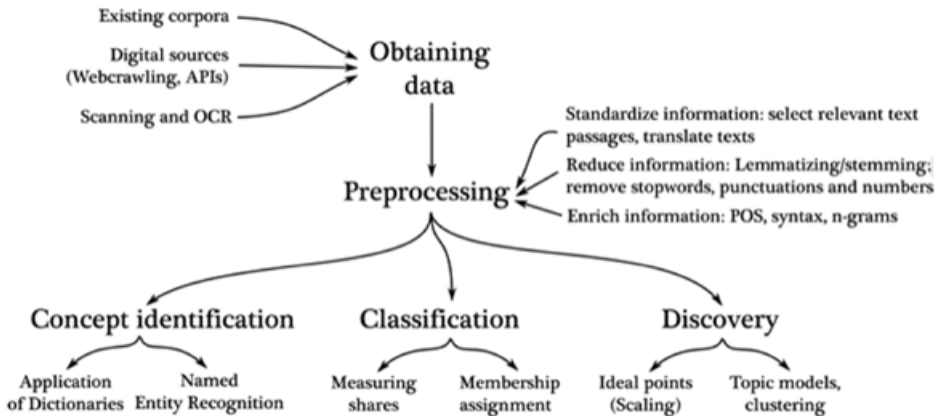 Existing corpora
Digital sources
(Webcrawling, APIs)
Scanning and OCR
Obtaining
data
Standardize information: select relevant text
passages, translate texts
Preprocessing
Reduce information: Lemmatizing/stemming;
remove stopwords, punctuations and numbers
Enrich information: POS, syntax, n-grams
Concept identification
Classification
Discovery
Application
of Dictionaries
Named
Entity Recognition
Measuring
shares
Membership
assignment
Ideal points
(Scaling)
Topic models,
clustering